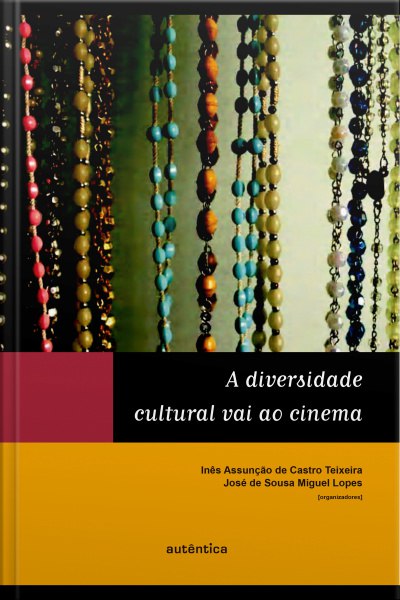 A diversidade
cultural vai ao cinema
Inês Assunção de Castro Teixeira
José de Sousa Miguel Lopes
[organizadores]
autêntica